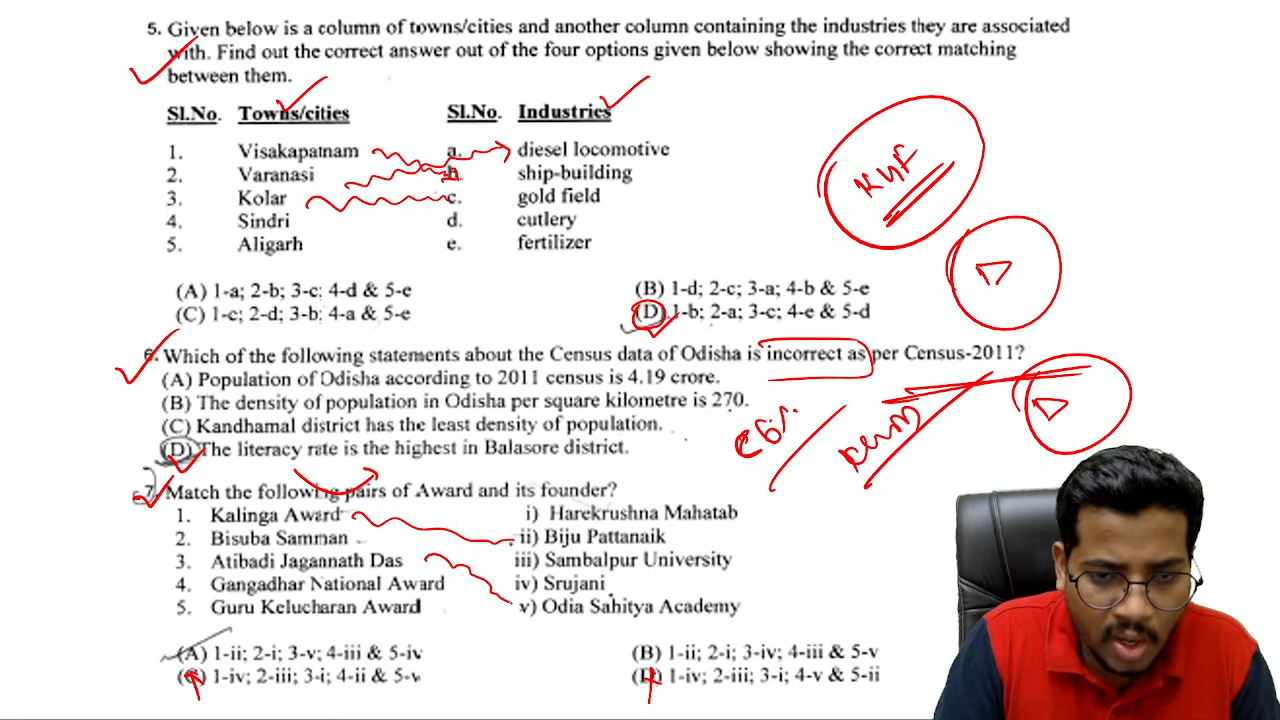 5. Given below is a column of towns/cities and another column containing the industries they are associated
with. Find out the correct answer out of the four options given below showing the correct matching
between them.
Sl.No. Towns/cities Sl.No. Industries
1. Visakapatnam a. diesel locomotive
2. Varanasi b. ship-building
3. Kolar c. gold field
4. Sindri d. cutlery
5. Aligarh e. fertilizer
KYF
(A) 1-a; 2-b; 3-c; 4-d & 5-e (B) 1-d; 2-c; 3-a; 4-b & 5-e
(C) 1-c; 2-d; 3-b; 4-a & 5-e (D) 1-b; 2-a; 3-c; 4-e & 5-d
6. Which of the following statements about the Census data of Odisha is incorrect as per Census-2011?
(A) Population of Odisha according to 2011 census is 4.19 crore.
(B) The density of population in Odisha per square kilometre is 270.
(C) Kandhamal district has the least density of population.
(D) The literacy rate is the highest in Balasore district.
7. Match the following pairs of Award and its founder?
1. Kalinga Award i) Harekrushna Mahatab
2. Bisuba Samman ii) Biju Pattanaik
3. Atibadi Jagannath Das iii) Sambalpur University
4. Gangadhar National Award iv) Srujani
5. Guru Kelucharan Award v) Odia Sahitya Academy
(A) 1-ii; 2-i; 3-v; 4-iii & 5-iv (B) 1-ii; 2-i; 3-iv; 4-iii & 5-v
(C) 1-iv; 2-iii; 3-i; 4-ii & 5-v (D) 1-iv; 2-iii; 3-i; 4-v & 5-ii